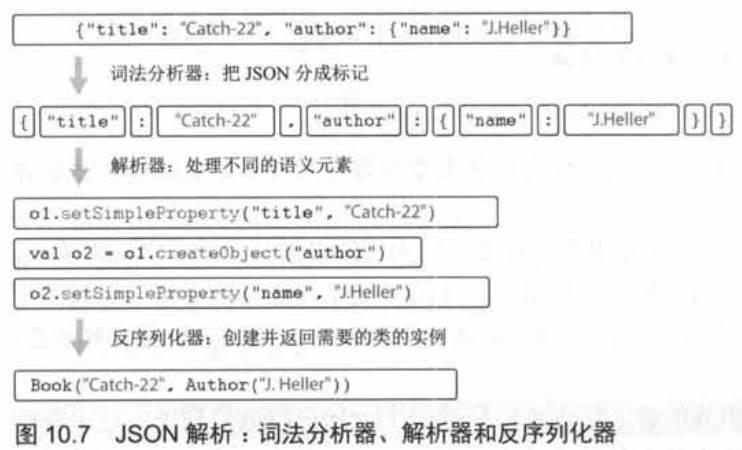 {"title": "Catch-22", "author": {"name": "J.Heller"}}
词法分析器：把 JSON 分成标记
{ "title" : "Catch-22" , "author" : { "name" : "J.Heller" } }
解析器：处理不同的语义元素
o1.setSimpleProperty("title", "Catch-22")
val o2 = o1.createObject("author")
o2.setSimpleProperty("name", "J.Heller")
反序列化器：创建并返回需要的类的实例
Book("Catch-22", Author("J. Heller"))
图 10.7 JSON 解析：词法分析器、解析器和反序列化器